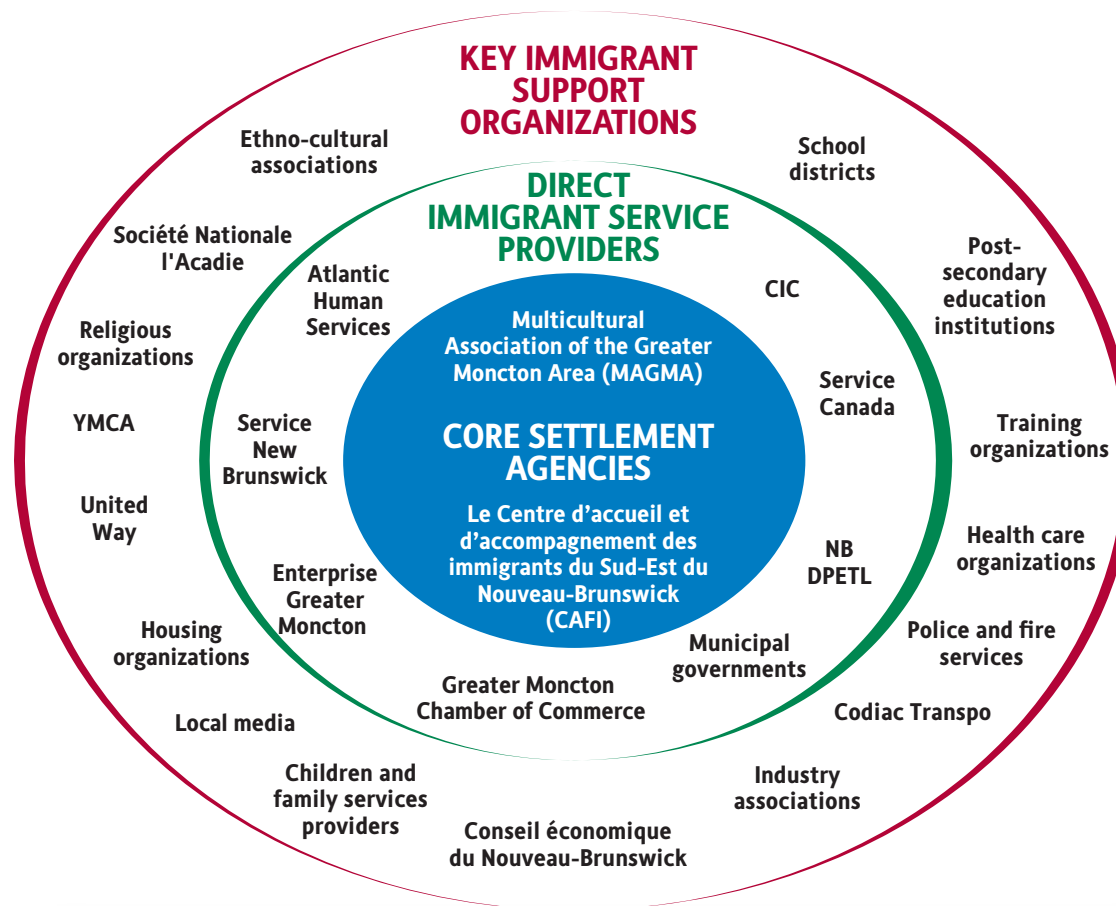 KEY IMMIGRANT
SUPPORT
ORGANIZATIONS
Ethno-cultural
associations
School
districts
Société Nationale
l'Acadie
Post-
secondary
education
institutions
Religious
organizations
YMCA
Training
organizations
United
Way
Health care
organizations
Housing
organizations
Police and fire
services
Local media
Codiac Transpo
Children and
family services
providers
Industry
associations
Conseil économique
du Nouveau-Brunswick
DIRECT
IMMIGRANT SERVICE
PROVIDERS
Atlantic
Human
Services
CIC
Service
Canada
Service
New
Brunswick
NB
DPETL
Enterprise
Greater
Moncton
Municipal
governments
Greater Moncton
Chamber of Commerce
Multicultural
Association of the Greater
Moncton Area (MAGMA)
CORE SETTLEMENT
AGENCIES
Le Centre d’accueil et
d’accompagnement des
immigrants du Sud-Est du
Nouveau-Brunswick
(CAFI)